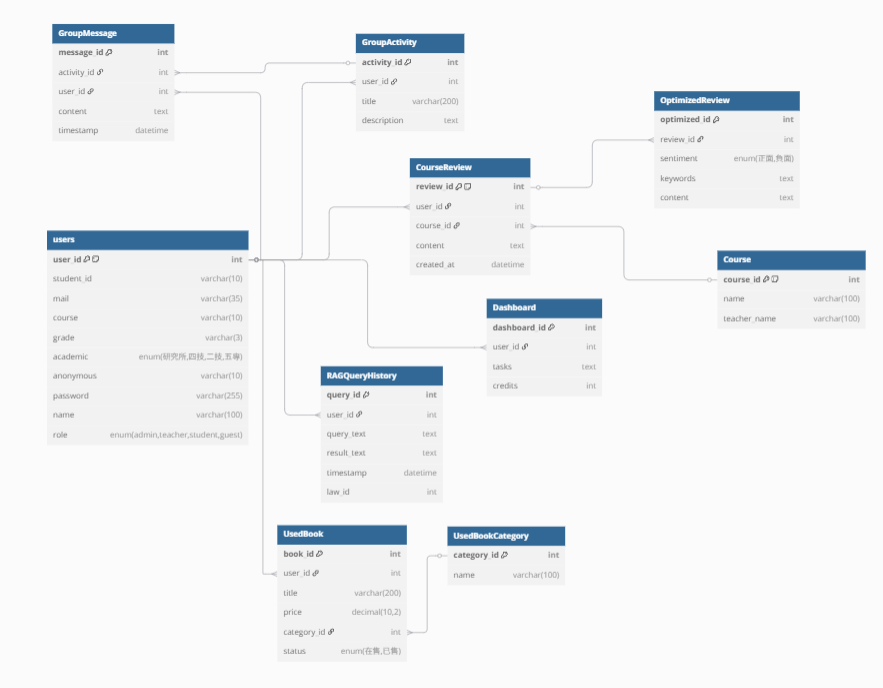 GroupMessage
message_id int
activity_id int
user_id int
content text
timestamp datetime
GroupActivity
activity_id int
user_id int
title varchar(200)
description text
OptimizedReview
optimized_id int
review_id int
sentiment enum(正面,負面)
keywords text
content text
CourseReview
review_id int
user_id int
course_id int
content text
created_at datetime
users
user_id int
student_id varchar(10)
mail varchar(35)
course varchar(10)
grade varchar(3)
academic enum(研究所,四技,二技,五專)
anonymous varchar(10)
password varchar(255)
name varchar(100)
role enum(admin,teacher,student,guest)
Course
course_id int
name varchar(100)
teacher_name varchar(100)
Dashboard
dashboard_id int
user_id int
tasks text
credits int
RAGQueryHistory
query_id int
user_id int
query_text text
result_text text
timestamp datetime
law_id int
UsedBook
book_id int
user_id int
title varchar(200)
price decimal(10,2)
category_id int
status enum(在售,已售)
UsedBookCategory
category_id int
name varchar(100)